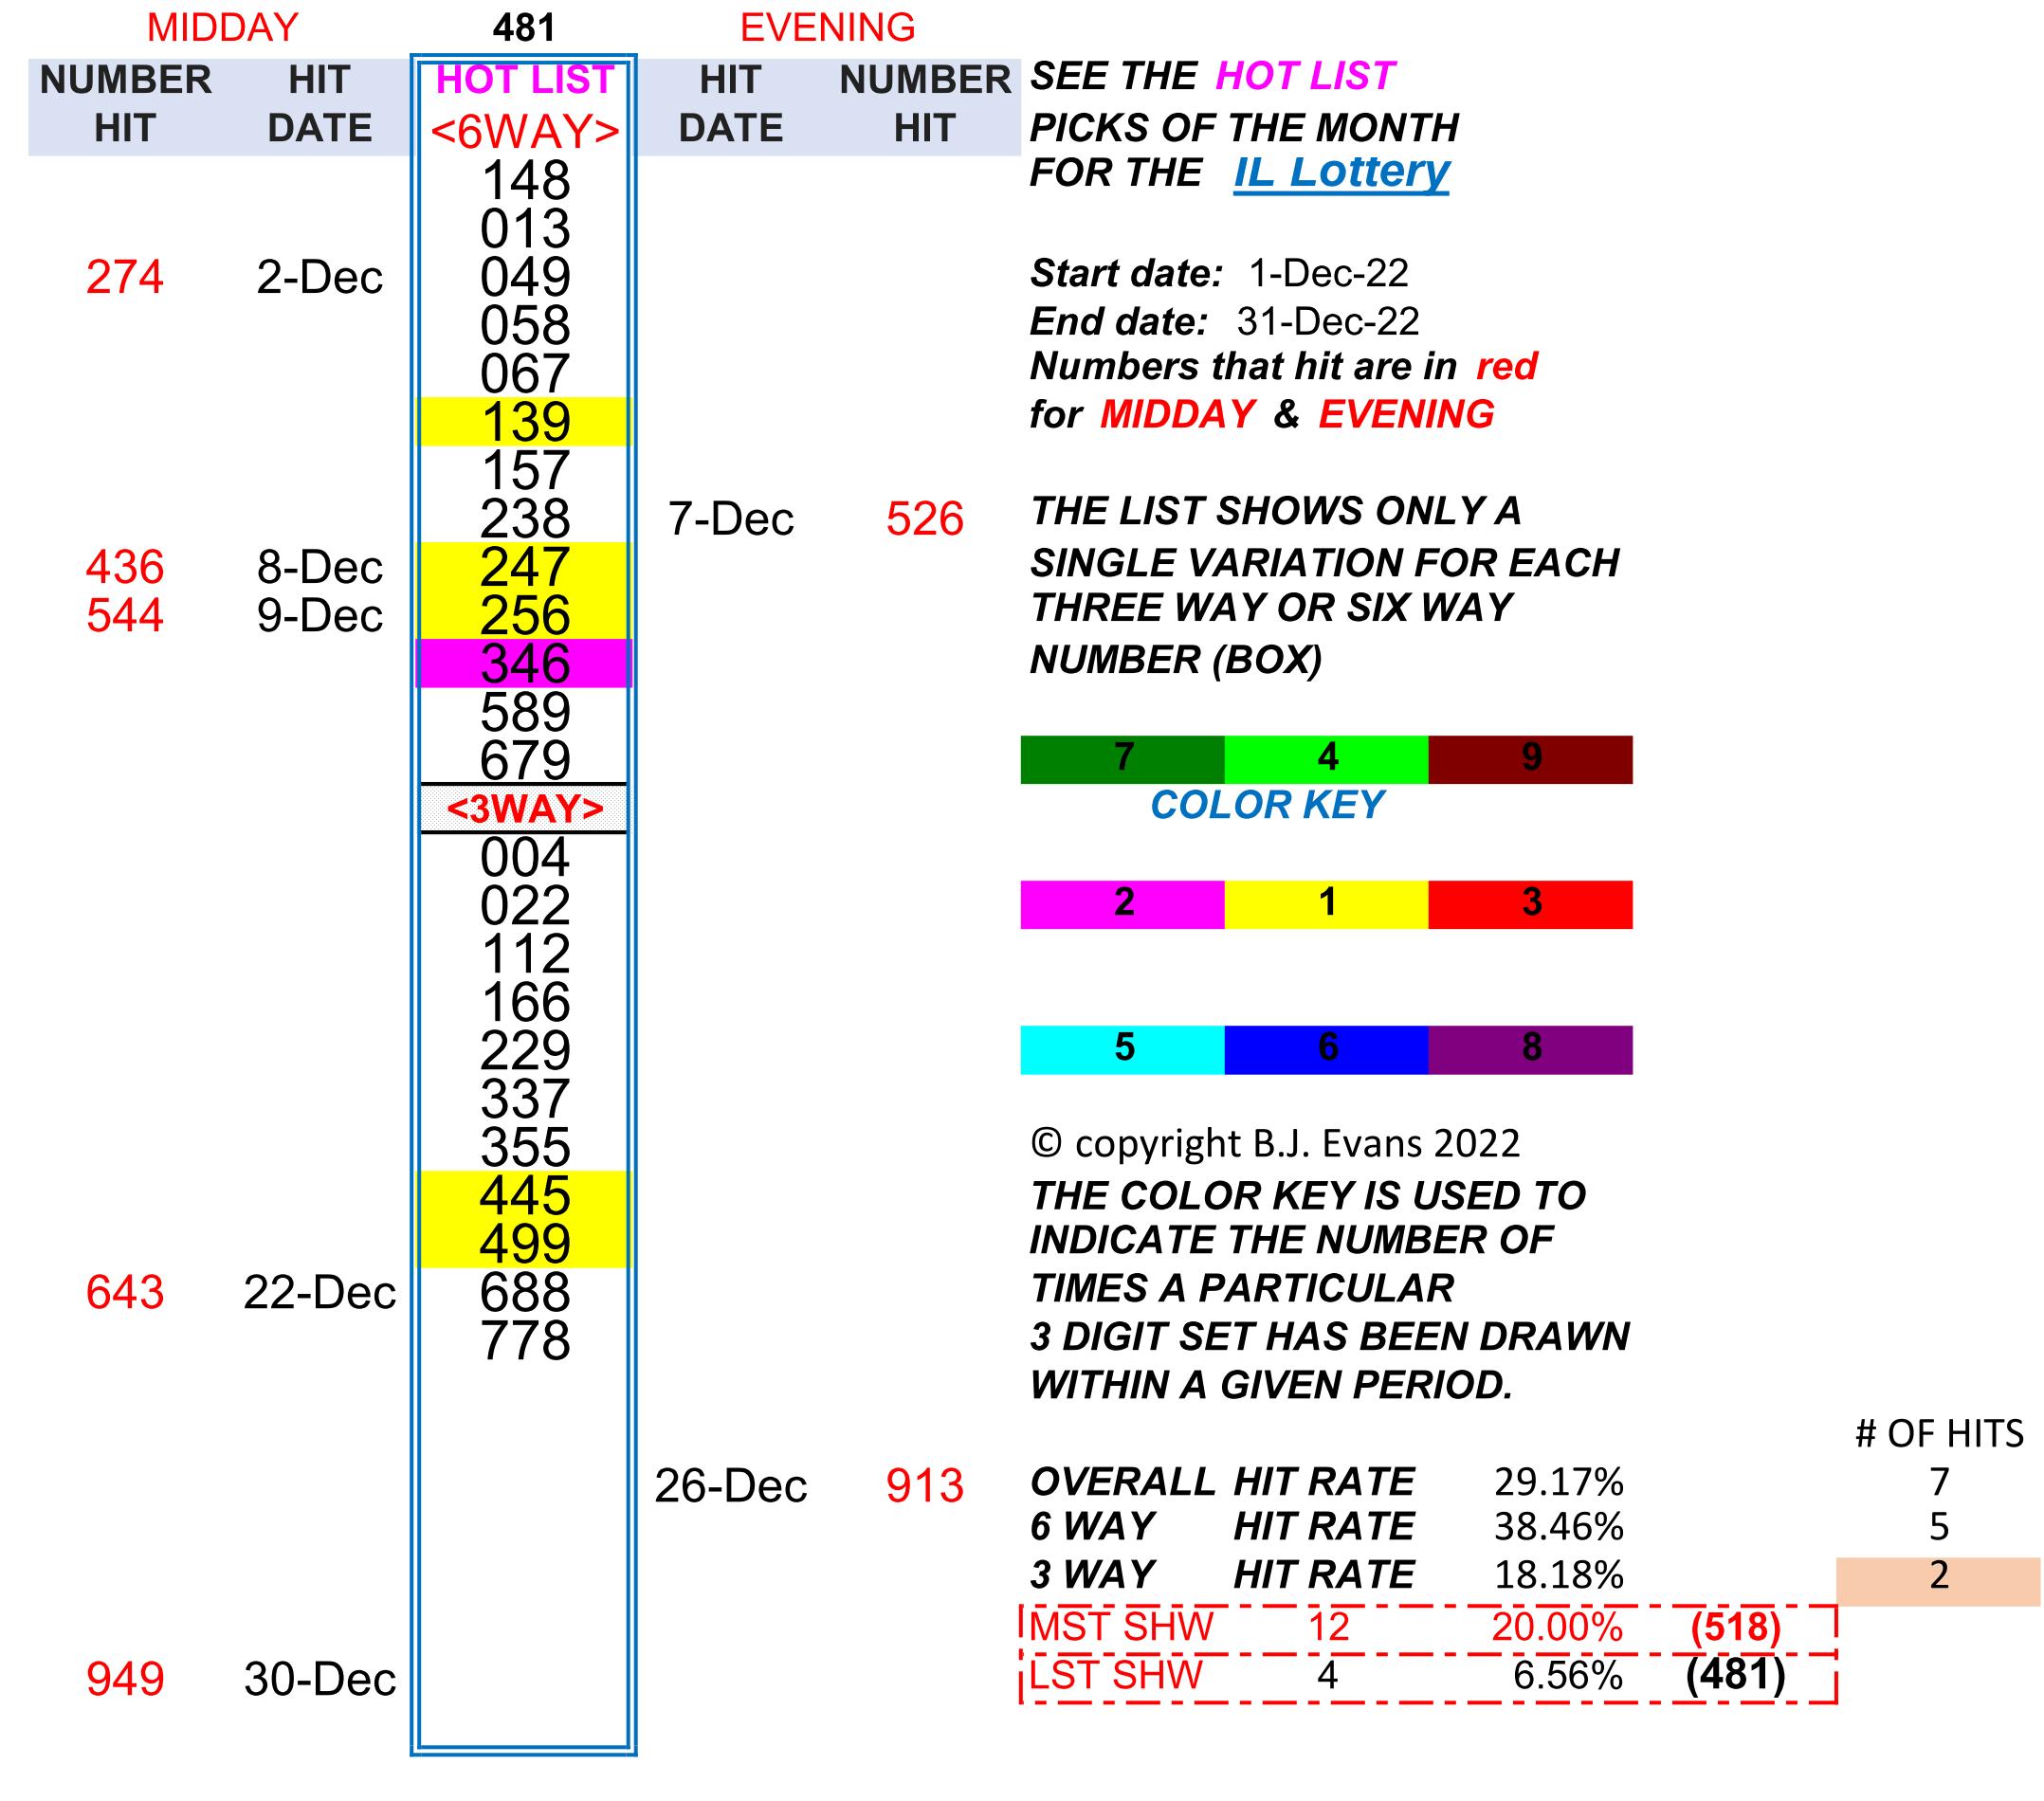 MIDDAY 481 EVENING
NUMBER HIT HOT LIST HIT NUMBER SEE THE HOT LIST
HIT DATE <6WAY> DATE HIT PICKS OF THE MONTH
148 FOR THE IL Lottery
013
274 2-Dec 049 Start date: 1-Dec-22
058 End date: 31-Dec-22
067 Numbers that hit are in red
139 for MIDDAY & EVENING
157
238 7-Dec 526 THE LIST SHOWS ONLY A
436 8-Dec 247 SINGLE VARIATION FOR EACH
544 9-Dec 256 THREE WAY OR SIX WAY
346 NUMBER (BOX)
589
679 7 4 9
<3WAY> COLOR KEY
004
022 2 1 3
112
166
229 5 6 8
337
355 © copyright B.J. Evans 2022
445 THE COLOR KEY IS USED TO
499 INDICATE THE NUMBER OF
643 22-Dec 688 TIMES A PARTICULAR
778 3 DIGIT SET HAS BEEN DRAWN
WITHIN A GIVEN PERIOD.
# OF HITS
26-Dec 913 OVERALL HIT RATE 29.17% 7
6 WAY HIT RATE 38.46% 5
3 WAY HIT RATE 18.18% 2
MST SHW 12 20.00% (518)
949 30-Dec LST SHW 4 6.56% (481)